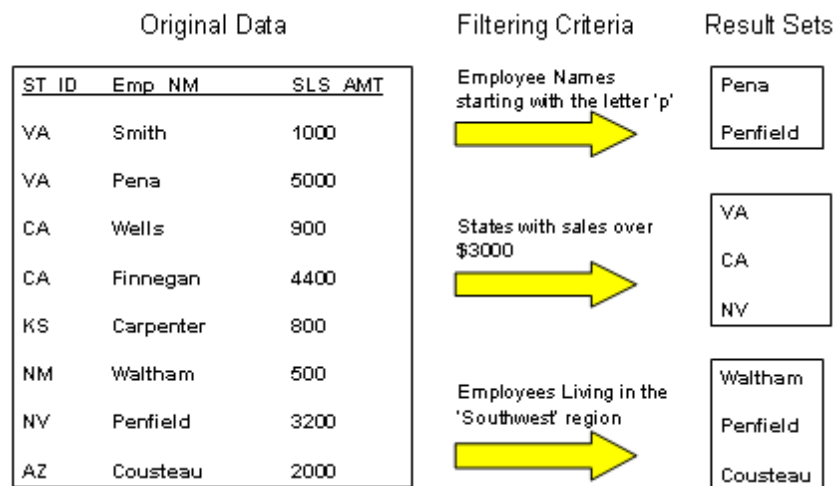 Original Data
Filtering Criteria
Result Sets
ST_ID Emp_NM SLS_AMT
VA Smith 1000
VA Pena 5000
CA Wells 900
CA Finnegan 4400
KS Carpenter 800
NM Waltham 500
NV Penfield 3200
AZ Cousteau 2000
Employee Names
starting with the letter 'p'
Pena
Penfield
States with sales over
$3000
VA
CA
NV
Employees Living in the
'Southwest' region
Waltham
Penfield
Cousteau